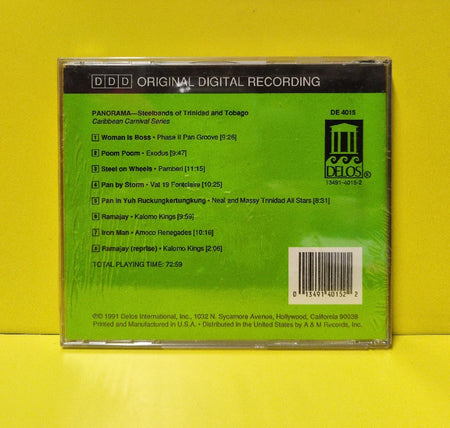 DDD ORIGINAL DIGITAL RECORDING
PANORAMA—Steelbands of Trinidad and Tobago
Caribbean Carnival Series
DE 4015
DELOS®
13491-4015-2
1 Woman Is Boss • Phase II Pan Groove [9:26]
2 Poom Poom • Exodus [9:47]
3 Steel on Wheels • Pamberi [11:15]
4 Pan by Storm • Vat 19 Fonclaire [10:25]
5 Pan in Yuh Ruckungkertungkung • Neal and Massy Trinidad All Stars [8:31]
6 Ramajay • Kalomo Kings [9:59]
7 Iron Man • Amoco Renegades [10:16]
8 Ramajay (reprise) • Kalomo Kings [2:06]
TOTAL PLAYING TIME: 72:59
0 13491 40152 2
℗© 1991 Delos International, Inc., 1032 N. Sycamore Avenue, Hollywood, California 90038
Printed and Manufactured in U.S.A. • Distributed in the United States by A & M Records, Inc.